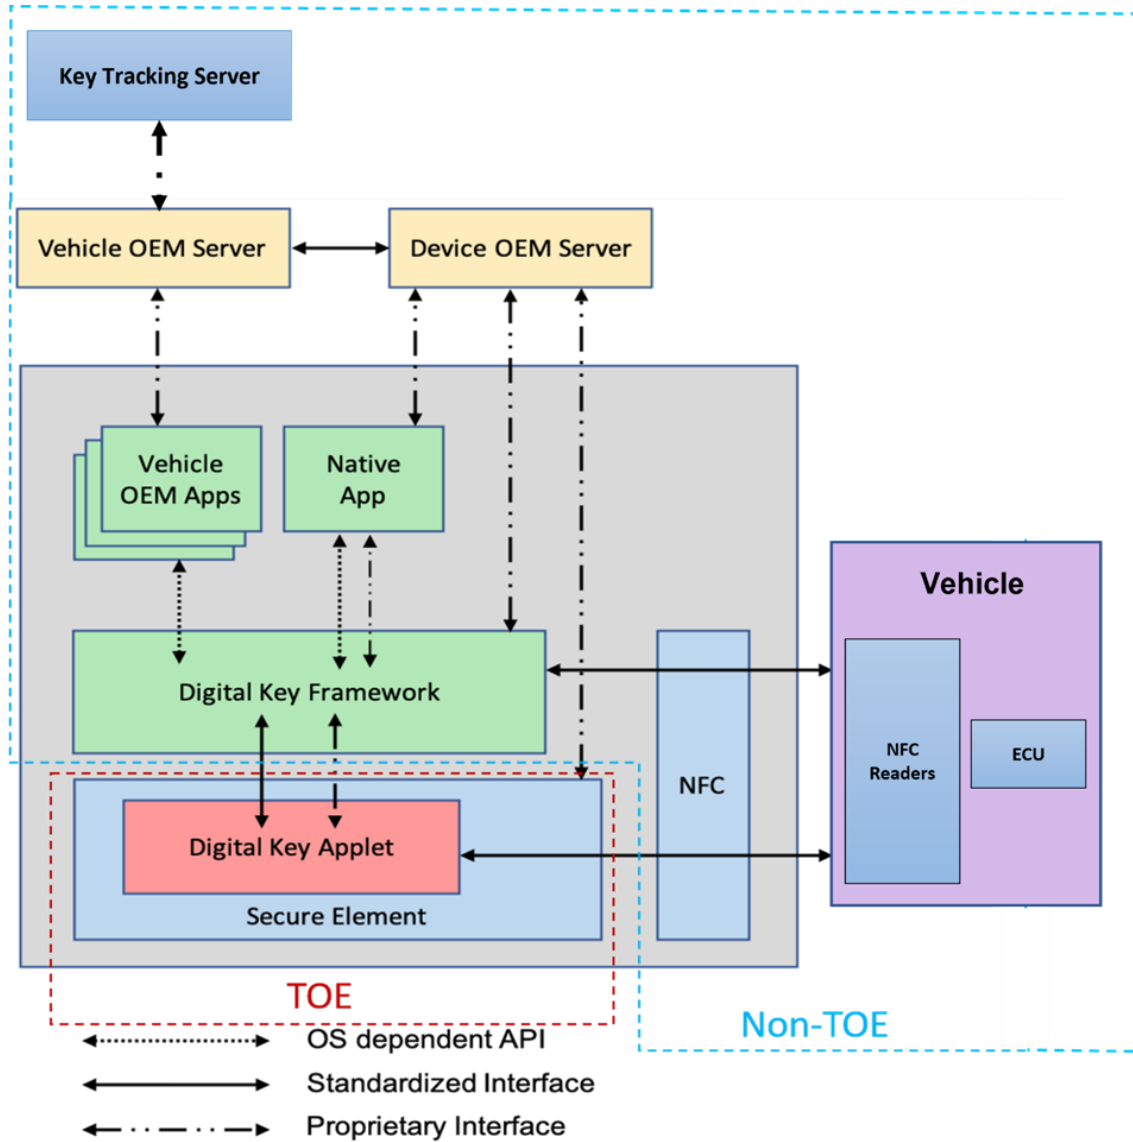 Key Tracking Server
Vehicle OEM Server
Device OEM Server
Vehicle
OEM Apps
Native
App
Vehicle
Digital Key Framework
NFC
Readers
ECU
NFC
Digital Key Applet
Secure Element
TOE
Non-TOE
OS dependent API
Standardized Interface
Proprietary Interface